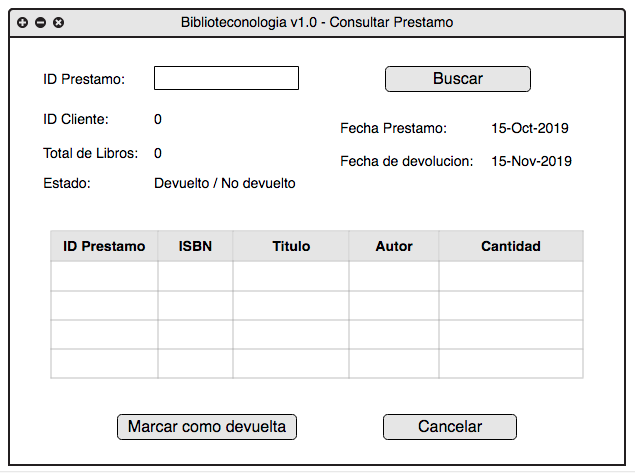 Biblioteconologia v1.0 - Consultar Prestamo
ID Prestamo:
Buscar
ID Cliente: 0
Fecha Prestamo: 15-Oct-2019
Total de Libros: 0
Fecha de devolucion: 15-Nov-2019
Estado: Devuelto / No devuelto
ID Prestamo ISBN Titulo Autor Cantidad
Marcar como devuelta
Cancelar